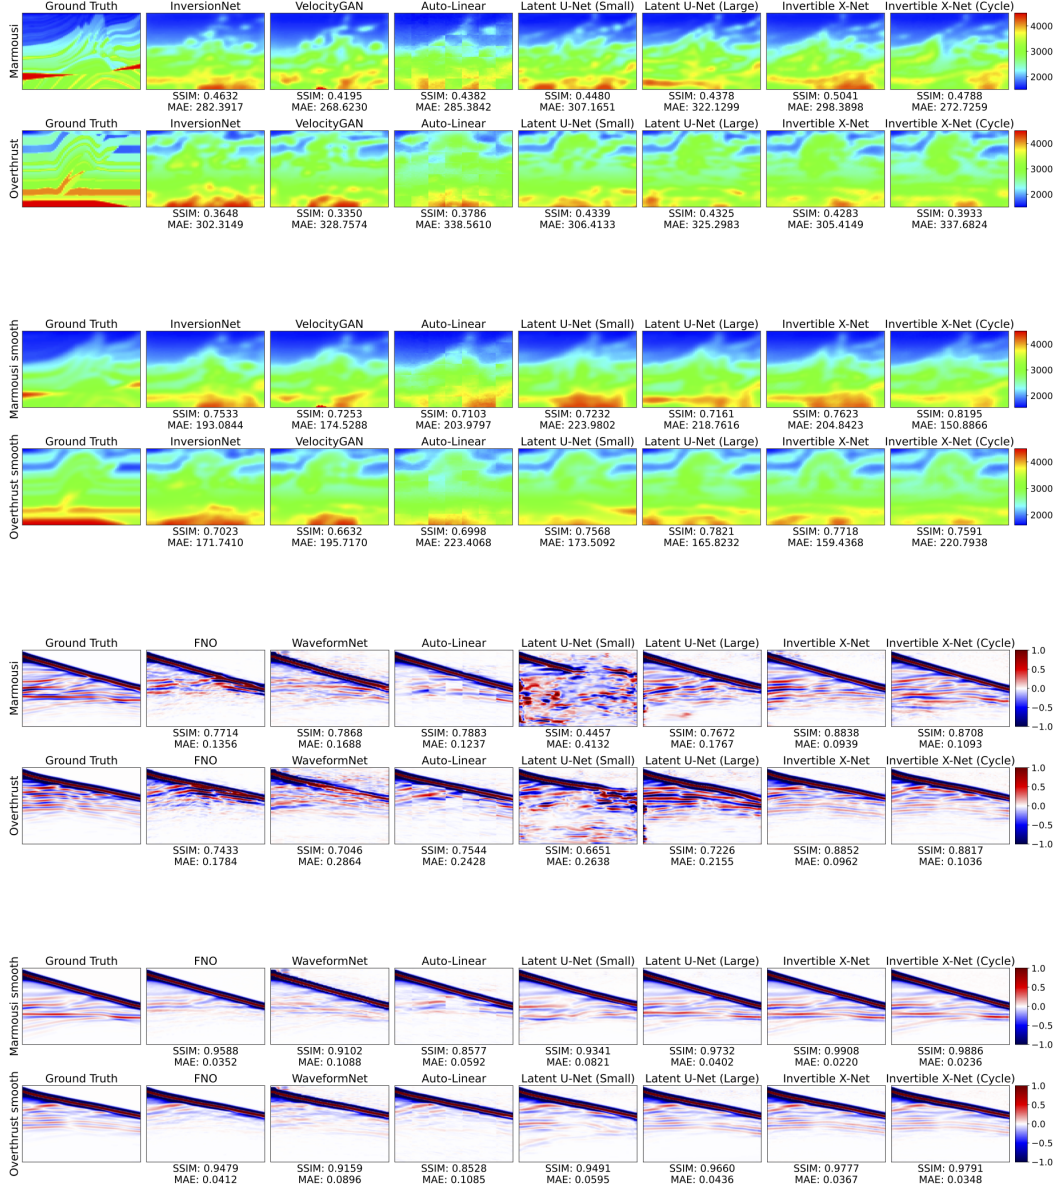 Ground Truth InversionNet VelocityGAN Auto-Linear Latent U-Net (Small) Latent U-Net (Large) Invertible X-Net Invertible X-Net (Cycle)
Marmousi
4000
3000
2000
SSIM: 0.4632 SSIM: 0.4195 SSIM: 0.4382 SSIM: 0.4480 SSIM: 0.4378 SSIM: 0.5041 SSIM: 0.4788
MAE: 282.3917 MAE: 268.6230 MAE: 285.3842 MAE: 307.1651 MAE: 322.1299 MAE: 298.3898 MAE: 272.7259
Ground Truth InversionNet VelocityGAN Auto-Linear Latent U-Net (Small) Latent U-Net (Large) Invertible X-Net Invertible X-Net (Cycle)
Overthrust
4000
3000
2000
SSIM: 0.3648 SSIM: 0.3350 SSIM: 0.3786 SSIM: 0.4339 SSIM: 0.4325 SSIM: 0.4283 SSIM: 0.3933
MAE: 302.3149 MAE: 328.7574 MAE: 338.5610 MAE: 306.4133 MAE: 325.2983 MAE: 305.4149 MAE: 337.6824
Ground Truth InversionNet VelocityGAN Auto-Linear Latent U-Net (Small) Latent U-Net (Large) Invertible X-Net Invertible X-Net (Cycle)
Marmousi smooth
4000
3000
2000
SSIM: 0.7533 SSIM: 0.7253 SSIM: 0.7103 SSIM: 0.7232 SSIM: 0.7161 SSIM: 0.7623 SSIM: 0.8195
MAE: 193.0844 MAE: 174.5288 MAE: 203.9797 MAE: 223.9802 MAE: 218.7616 MAE: 204.8423 MAE: 150.8866
Ground Truth InversionNet VelocityGAN Auto-Linear Latent U-Net (Small) Latent U-Net (Large) Invertible X-Net Invertible X-Net (Cycle)
Overthrust smooth
4000
3000
2000
SSIM: 0.7023 SSIM: 0.6632 SSIM: 0.6998 SSIM: 0.7568 SSIM: 0.7821 SSIM: 0.7718 SSIM: 0.7591
MAE: 171.7410 MAE: 195.7170 MAE: 223.4068 MAE: 173.5092 MAE: 165.8232 MAE: 159.4368 MAE: 220.7938
Ground Truth FNO WaveformNet Auto-Linear Latent U-Net (Small) Latent U-Net (Large) Invertible X-Net Invertible X-Net (Cycle)
Marmousi
1.0
0.5
0.0
−0.5
−1.0
SSIM: 0.7714 SSIM: 0.7868 SSIM: 0.7883 SSIM: 0.4457 SSIM: 0.7672 SSIM: 0.8838 SSIM: 0.8708
MAE: 0.1356 MAE: 0.1688 MAE: 0.1237 MAE: 0.4132 MAE: 0.1767 MAE: 0.0939 MAE: 0.1093
Ground Truth FNO WaveformNet Auto-Linear Latent U-Net (Small) Latent U-Net (Large) Invertible X-Net Invertible X-Net (Cycle)
Overthrust
1.0
0.5
0.0
−0.5
−1.0
SSIM: 0.7433 SSIM: 0.7046 SSIM: 0.7544 SSIM: 0.6651 SSIM: 0.7226 SSIM: 0.8852 SSIM: 0.8817
MAE: 0.1784 MAE: 0.2864 MAE: 0.2428 MAE: 0.2638 MAE: 0.2155 MAE: 0.0962 MAE: 0.1036
Ground Truth FNO WaveformNet Auto-Linear Latent U-Net (Small) Latent U-Net (Large) Invertible X-Net Invertible X-Net (Cycle)
Marmousi smooth
1.0
0.5
0.0
−0.5
−1.0
SSIM: 0.9588 SSIM: 0.9102 SSIM: 0.8577 SSIM: 0.9341 SSIM: 0.9732 SSIM: 0.9908 SSIM: 0.9886
MAE: 0.0352 MAE: 0.1088 MAE: 0.0592 MAE: 0.0821 MAE: 0.0402 MAE: 0.0220 MAE: 0.0236
Ground Truth FNO WaveformNet Auto-Linear Latent U-Net (Small) Latent U-Net (Large) Invertible X-Net Invertible X-Net (Cycle)
Overthrust smooth
1.0
0.5
0.0
−0.5
−1.0
SSIM: 0.9479 SSIM: 0.9159 SSIM: 0.8528 SSIM: 0.9491 SSIM: 0.9660 SSIM: 0.9777 SSIM: 0.9791
MAE: 0.0412 MAE: 0.0896 MAE: 0.1085 MAE: 0.0595 MAE: 0.0436 MAE: 0.0367 MAE: 0.0348